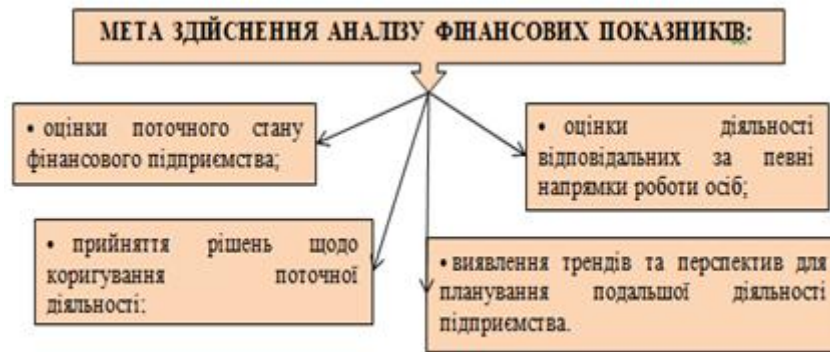 МЕТА ЗДІЙСНЕННЯ АНАЛІЗУ ФІНАНСОВИХ ПОКАЗНИКІВ:
• оцінки поточного стану
фінансового підприємства;
• оцінки діяльності
відповідальних за певні
напрямки роботи осіб;
• прийняття рішень щодо
коригування поточної
діяльності;
• виявлення трендів та перспектив для
планування подальшої діяльності
підприємства.